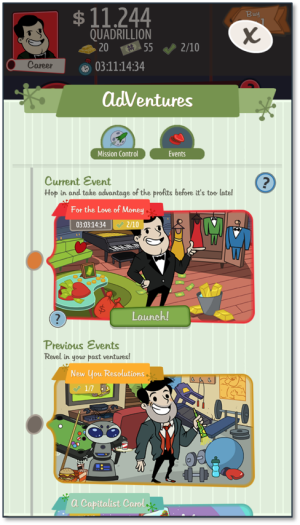 $ 11.244
QUADRILLION
20 55 2/10
Career
03:11:14:34
X
AdVentures
Mission Control
Events
Current Event
Hop in and take advantage of the profits before it's too late!
?
For the Love of Money
03:03:14:34 2/10
?
Launch!
Previous Events
Revel in your past ventures!
New You Resolutions
1/7
A Capitalist Carol